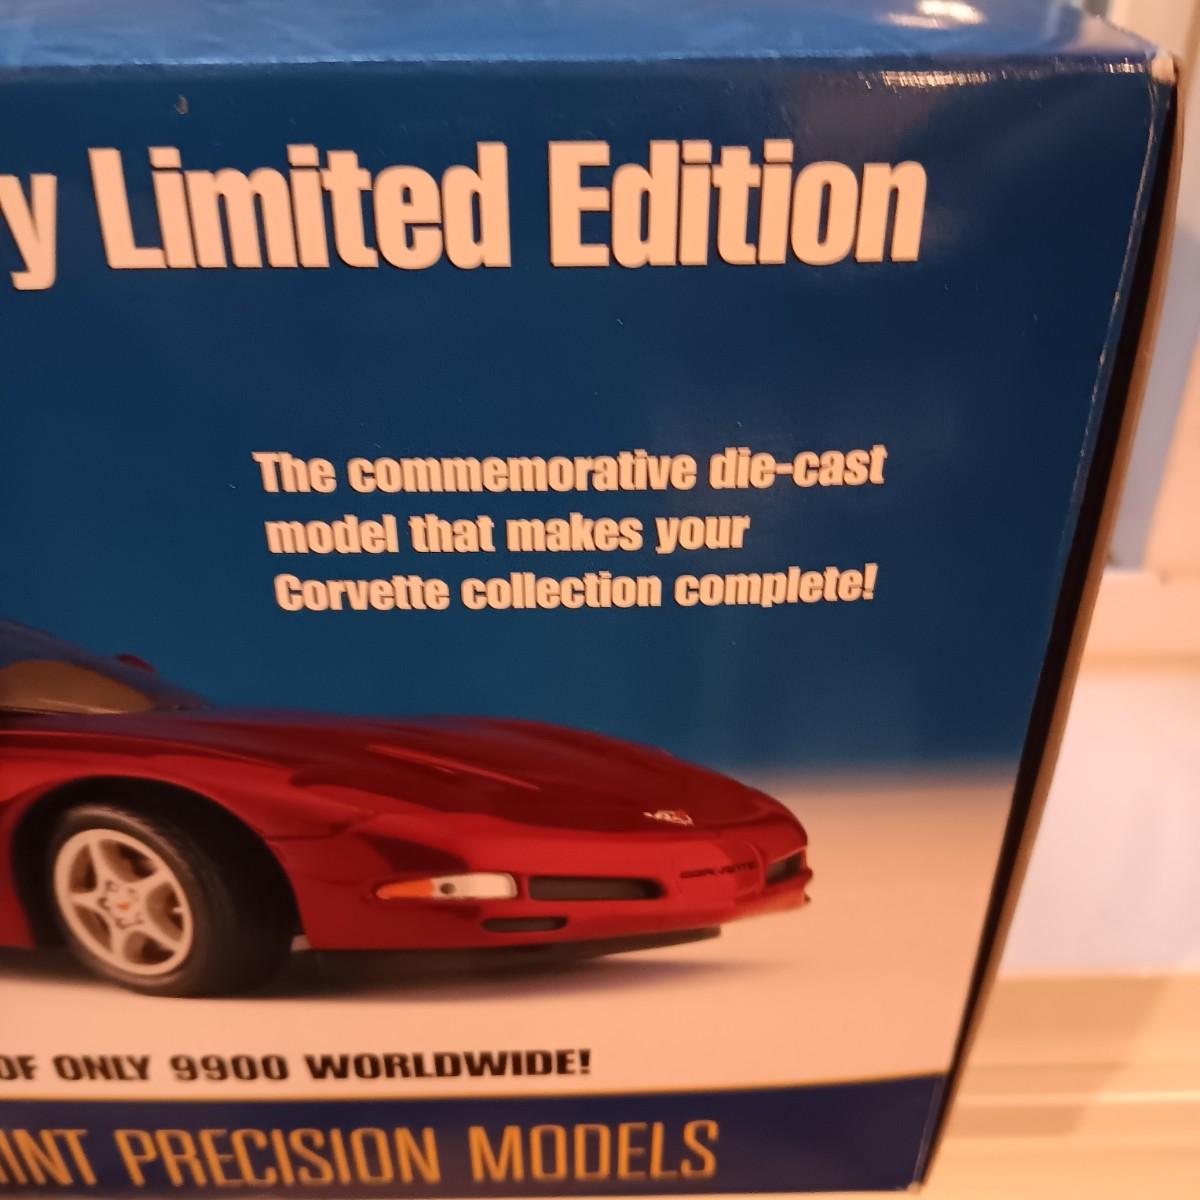 y Limited Edition
The commemorative die-cast
model that makes your
Corvette collection complete!
CORVETTE
OF ONLY 9900 WORLDWIDE!
INT PRECISION MODELS